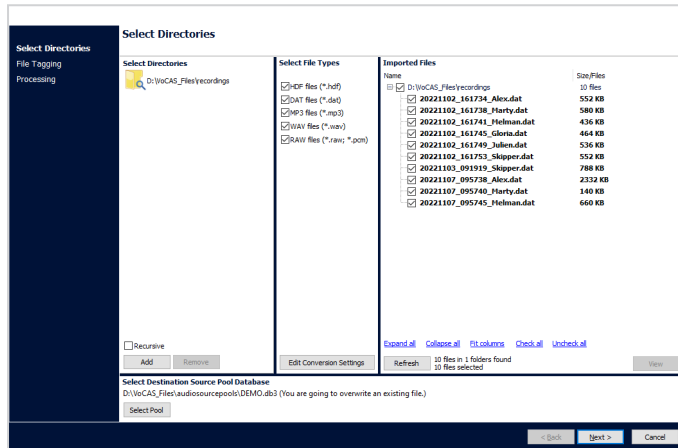 Select Directories
Select Directories
File Tagging
Processing
Select Directories
D:\VoCAS_Files\recordings
Recursive
Add
Remove
Select File Types
HDF files (*.hdf)
DAT files (*.dat)
MP3 files (*.mp3)
WAV files (*.wav)
RAW files (*.raw; *.pcm)
Edit Conversion Settings
Imported Files
Name Size/Files
D:\VoCAS_Files\recordings 10 files
20221102_161734_Alex.dat 552 KB
20221102_161738_Marty.dat 580 KB
20221102_161741_Melman.dat 436 KB
20221102_161745_Gloria.dat 464 KB
20221102_161749_Julien.dat 536 KB
20221102_161753_Skipper.dat 552 KB
20221103_091919_Skipper.dat 788 KB
20221107_095738_Alex.dat 2332 KB
20221107_095740_Marty.dat 140 KB
20221107_095745_Melman.dat 660 KB
Expand all Collapse all Fit columns Check all Uncheck all
Refresh
10 files in 1 folders found
10 files selected
View
Select Destination Source Pool Database
D:\VoCAS_Files\audiosourcepools\DEMO.db3 (You are going to overwrite an existing file.)
Select Pool
< Back Next > Cancel